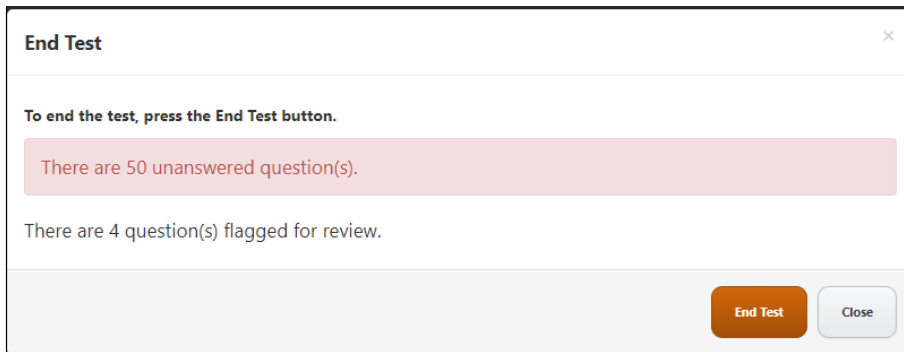 End Test
×
To end the test, press the End Test button.
There are 50 unanswered question(s).
There are 4 question(s) flagged for review.
End Test
Close